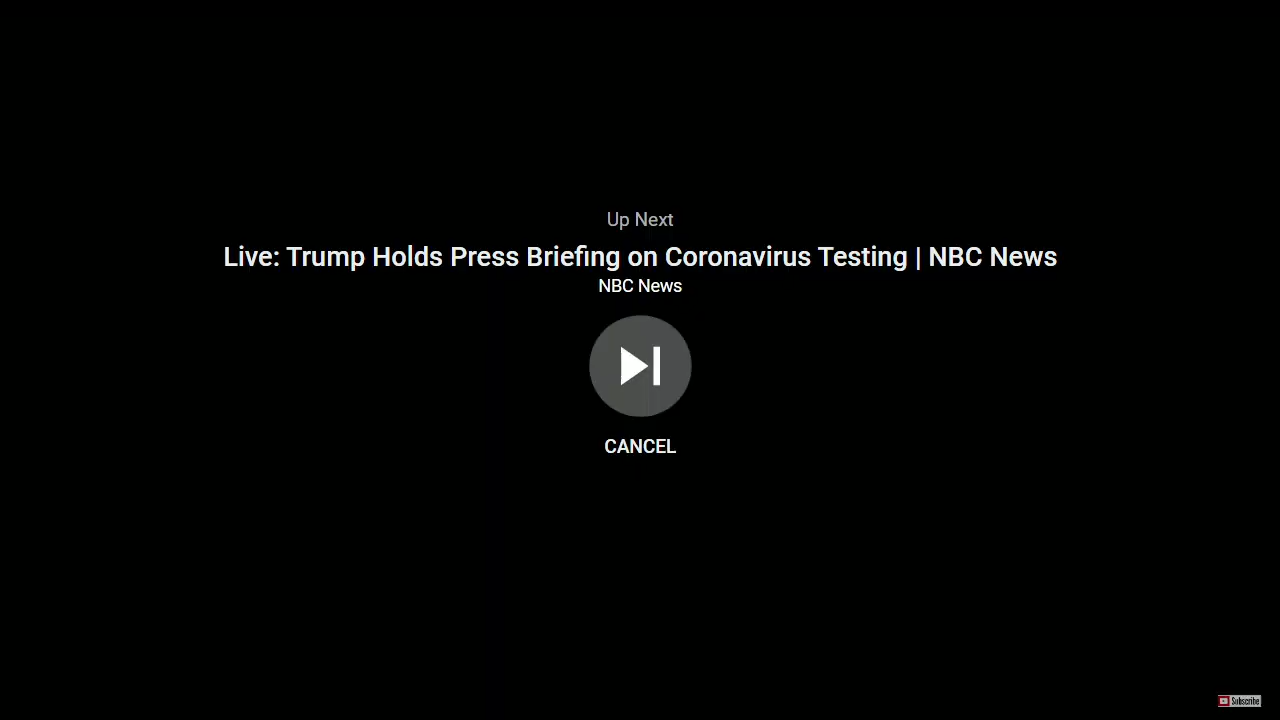 Up Next
Live: Trump Holds Press Briefing on Coronavirus Testing | NBC News
NBC News
CANCEL
Subscribe